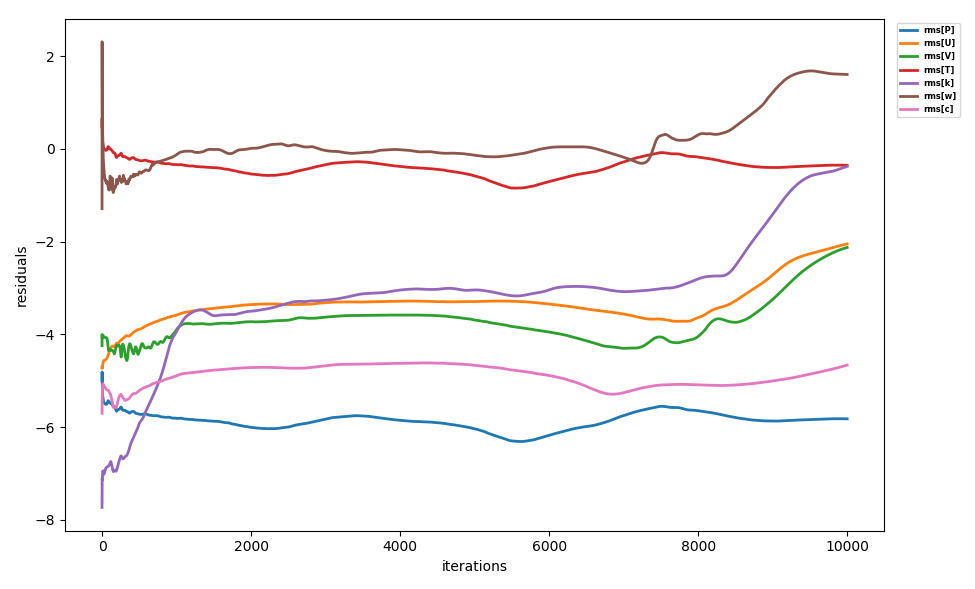 2
0
−2
−4
−6
−8
residuals
0 2000 4000 6000 8000 10000
iterations
rms[P]
rms[U]
rms[V]
rms[T]
rms[k]
rms[w]
rms[c]